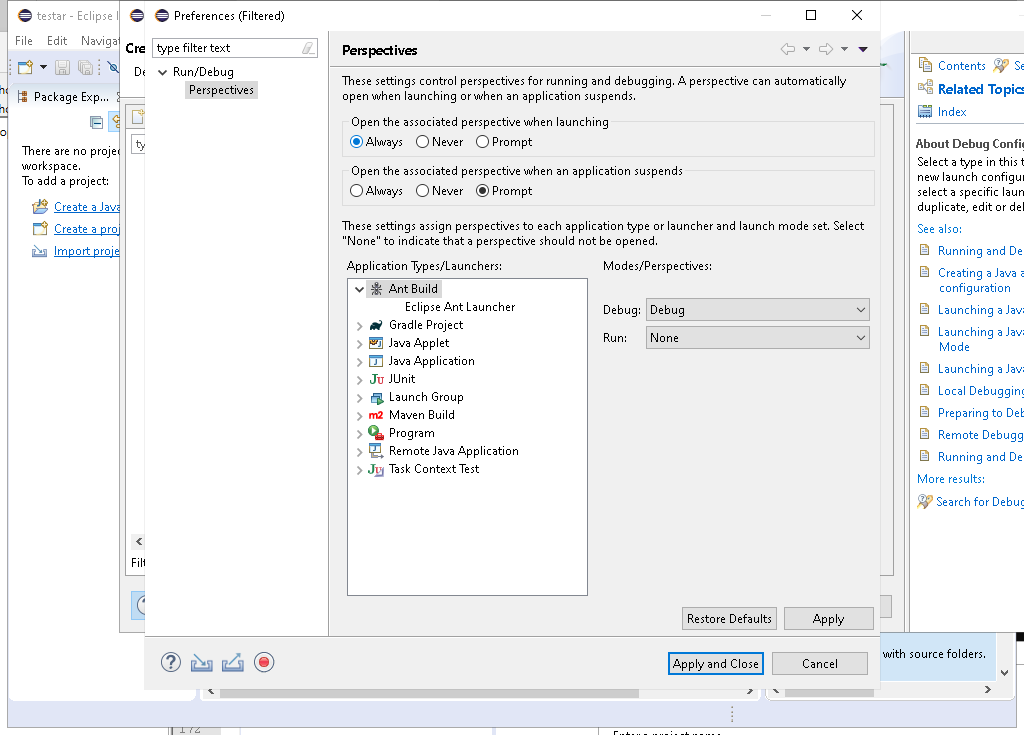 testar - Eclipse I
Preferences (Filtered)
File Edit Navigat
Cre
type filter text
Perspectives
Contents
Se
De
Run/Debug
These settings control perspectives for running and debugging. A perspective can automatically
open when launching or when an application suspends.
Related Topics
Perspectives
Package Exp...
Index
Open the associated perspective when launching
Always Never Prompt
ty
There are no projec
workspace.
To add a project:
About Debug Config
Select a type in this t
new launch configu
select a specific laun
duplicate, edit or del
Open the associated perspective when an application suspends
Always Never Prompt
Create a Java
Create a proj
Import proje
These settings assign perspectives to each application type or launcher and launch mode set. Select
"None" to indicate that a perspective should not be opened.
See also:
Running and De
Creating a Java a
configuration
Launching a Java
Launching a Java
Mode
Launching a Java
Local Debugging
Preparing to Deb
Remote Debugg
Running and De
More results:
Search for Debug
Application Types/Launchers:
Modes/Perspectives:
Ant Build
Eclipse Ant Launcher
Gradle Project
Java Applet
Java Application
JUnit
Launch Group
Maven Build
Program
Remote Java Application
Task Context Test
Debug: Debug
Run: None
Filt
Restore Defaults
Apply
Apply and Close
Cancel
with source folders.
172